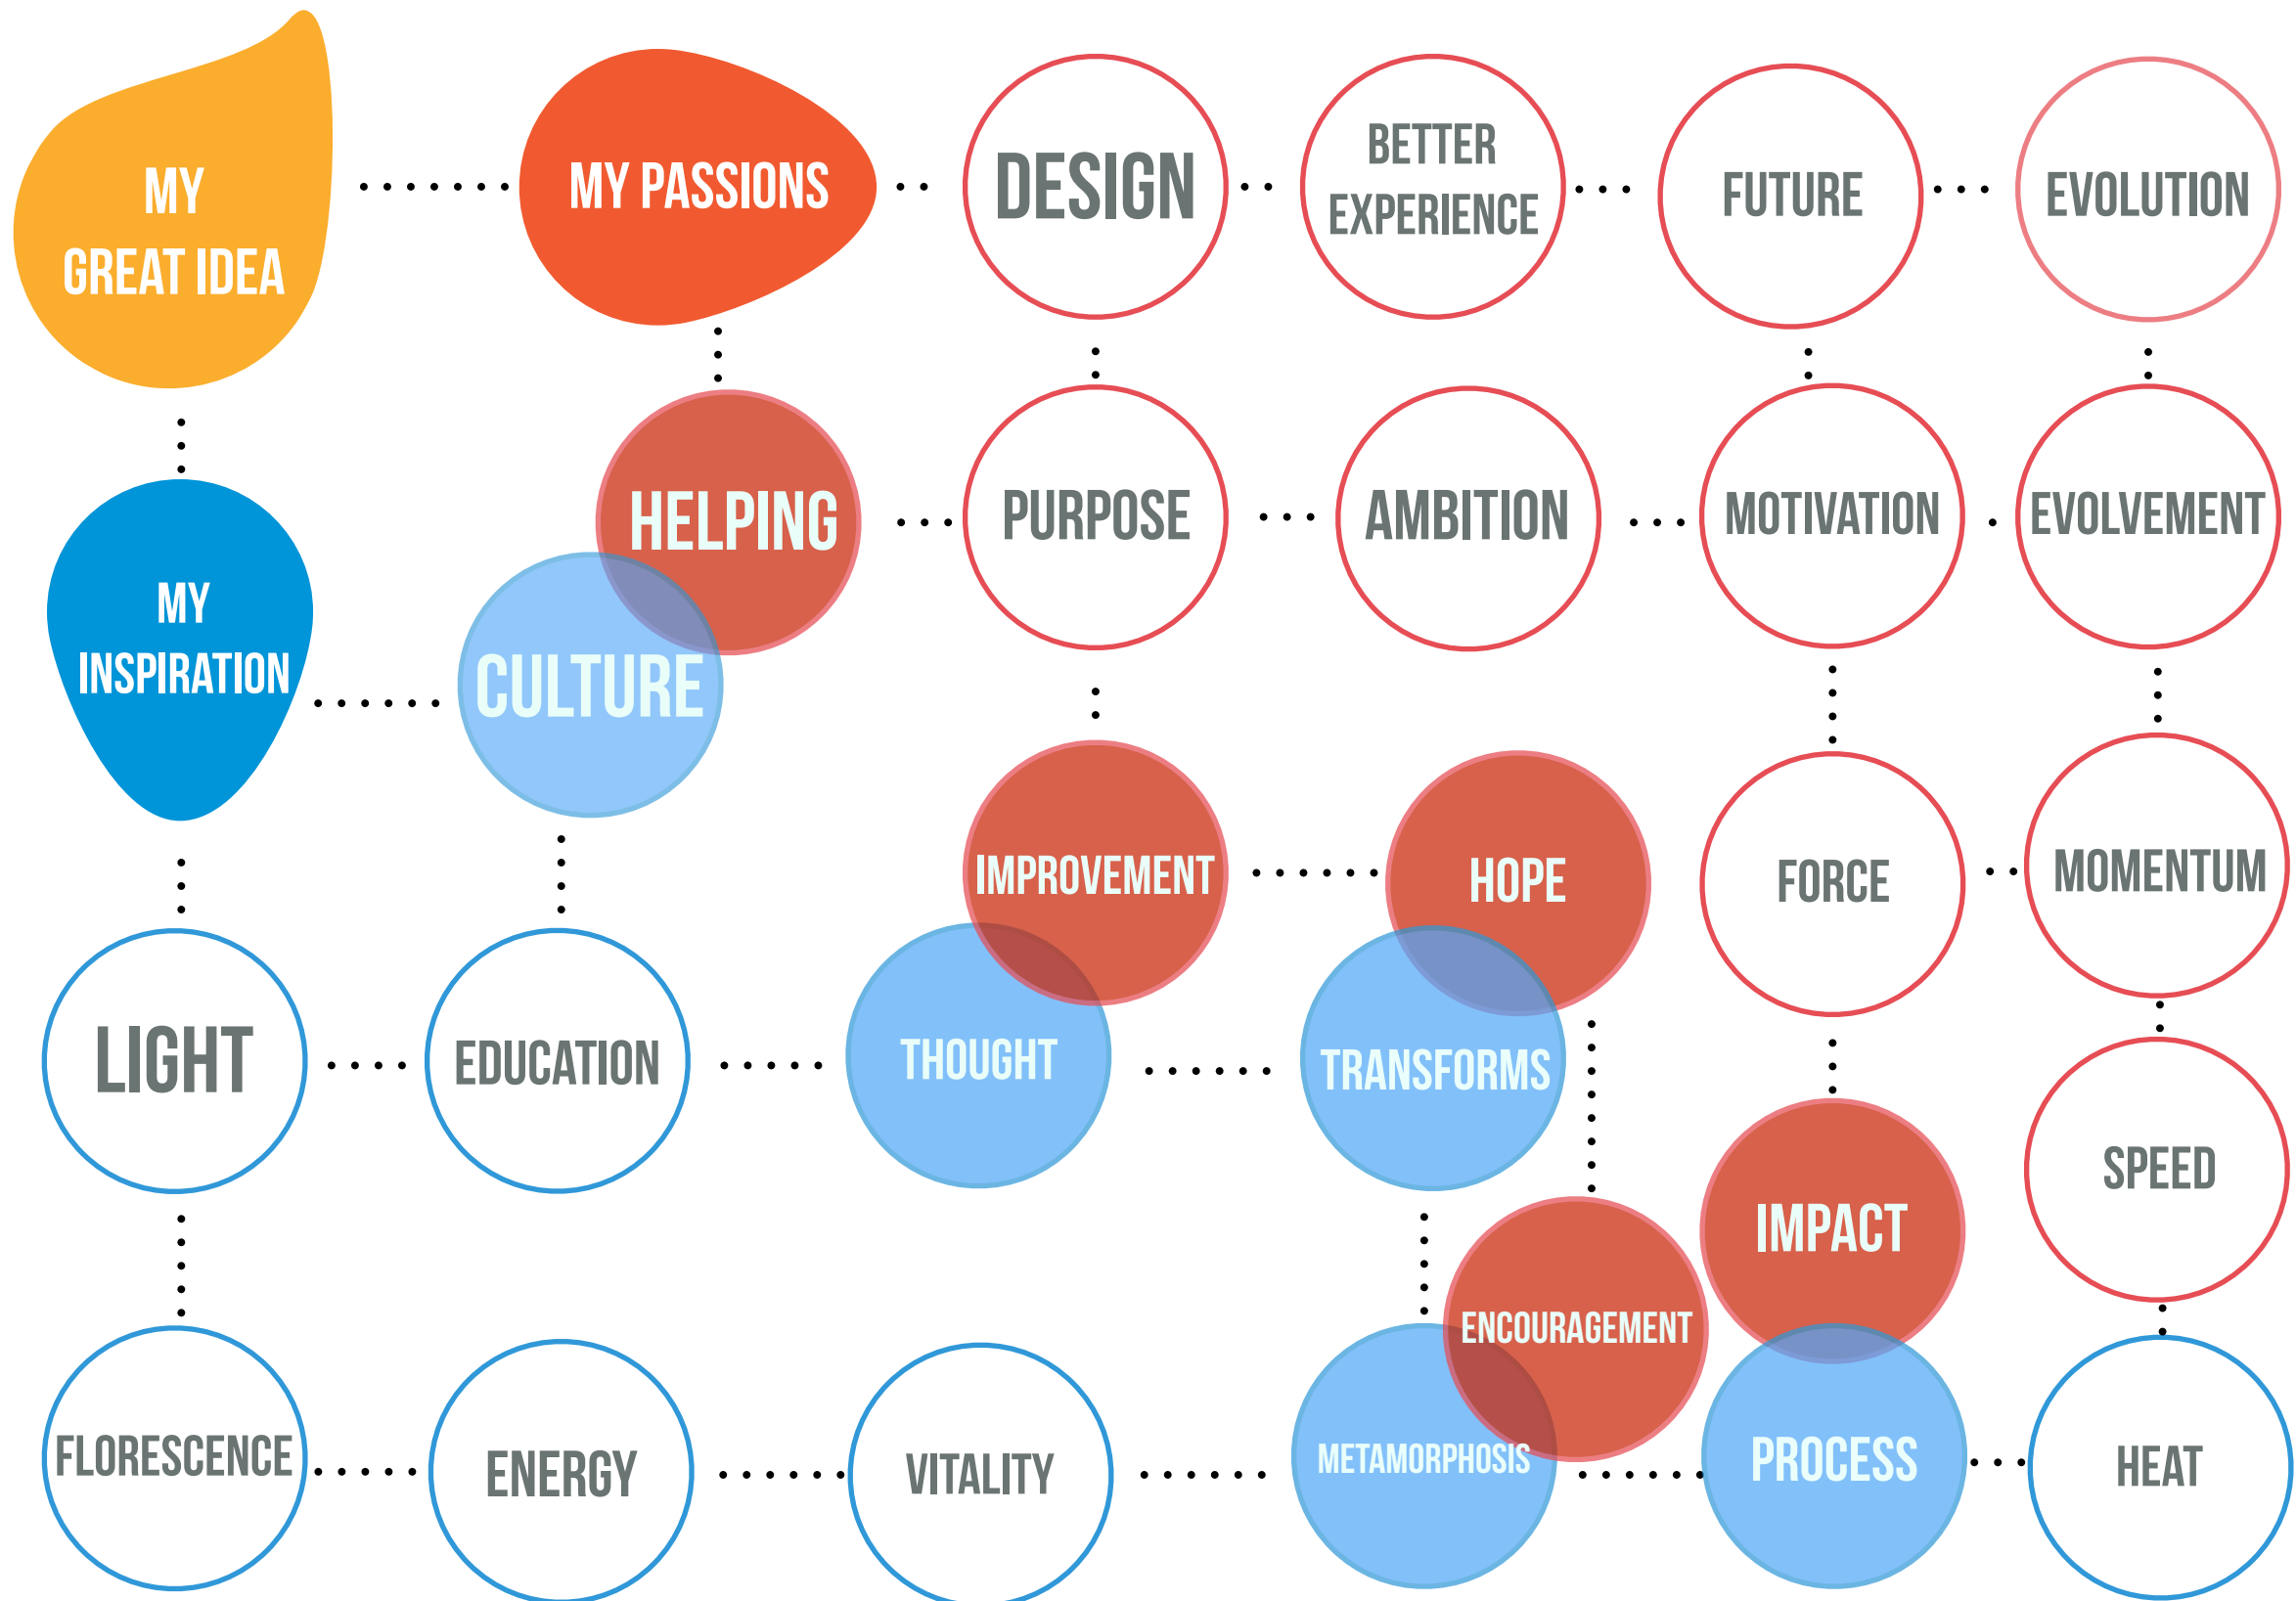 MY
GREAT IDEA
MY PASSIONS
DESIGN
BETTER
EXPERIENCE
FUTURE
EVOLUTION
HELPING
PURPOSE
AMBITION
MOTIVATION
EVOLVEMENT
MY
INSPIRATION
CULTURE
IMPROVEMENT
HOPE
FORCE
MOMENTUM
LIGHT
EDUCATION
THOUGHT
TRANSFORMS
SPEED
IMPACT
ENCOURAGEMENT
FLORESCENCE
ENERGY
VITALITY
METAMORPHOSIS
PROCESS
HEAT